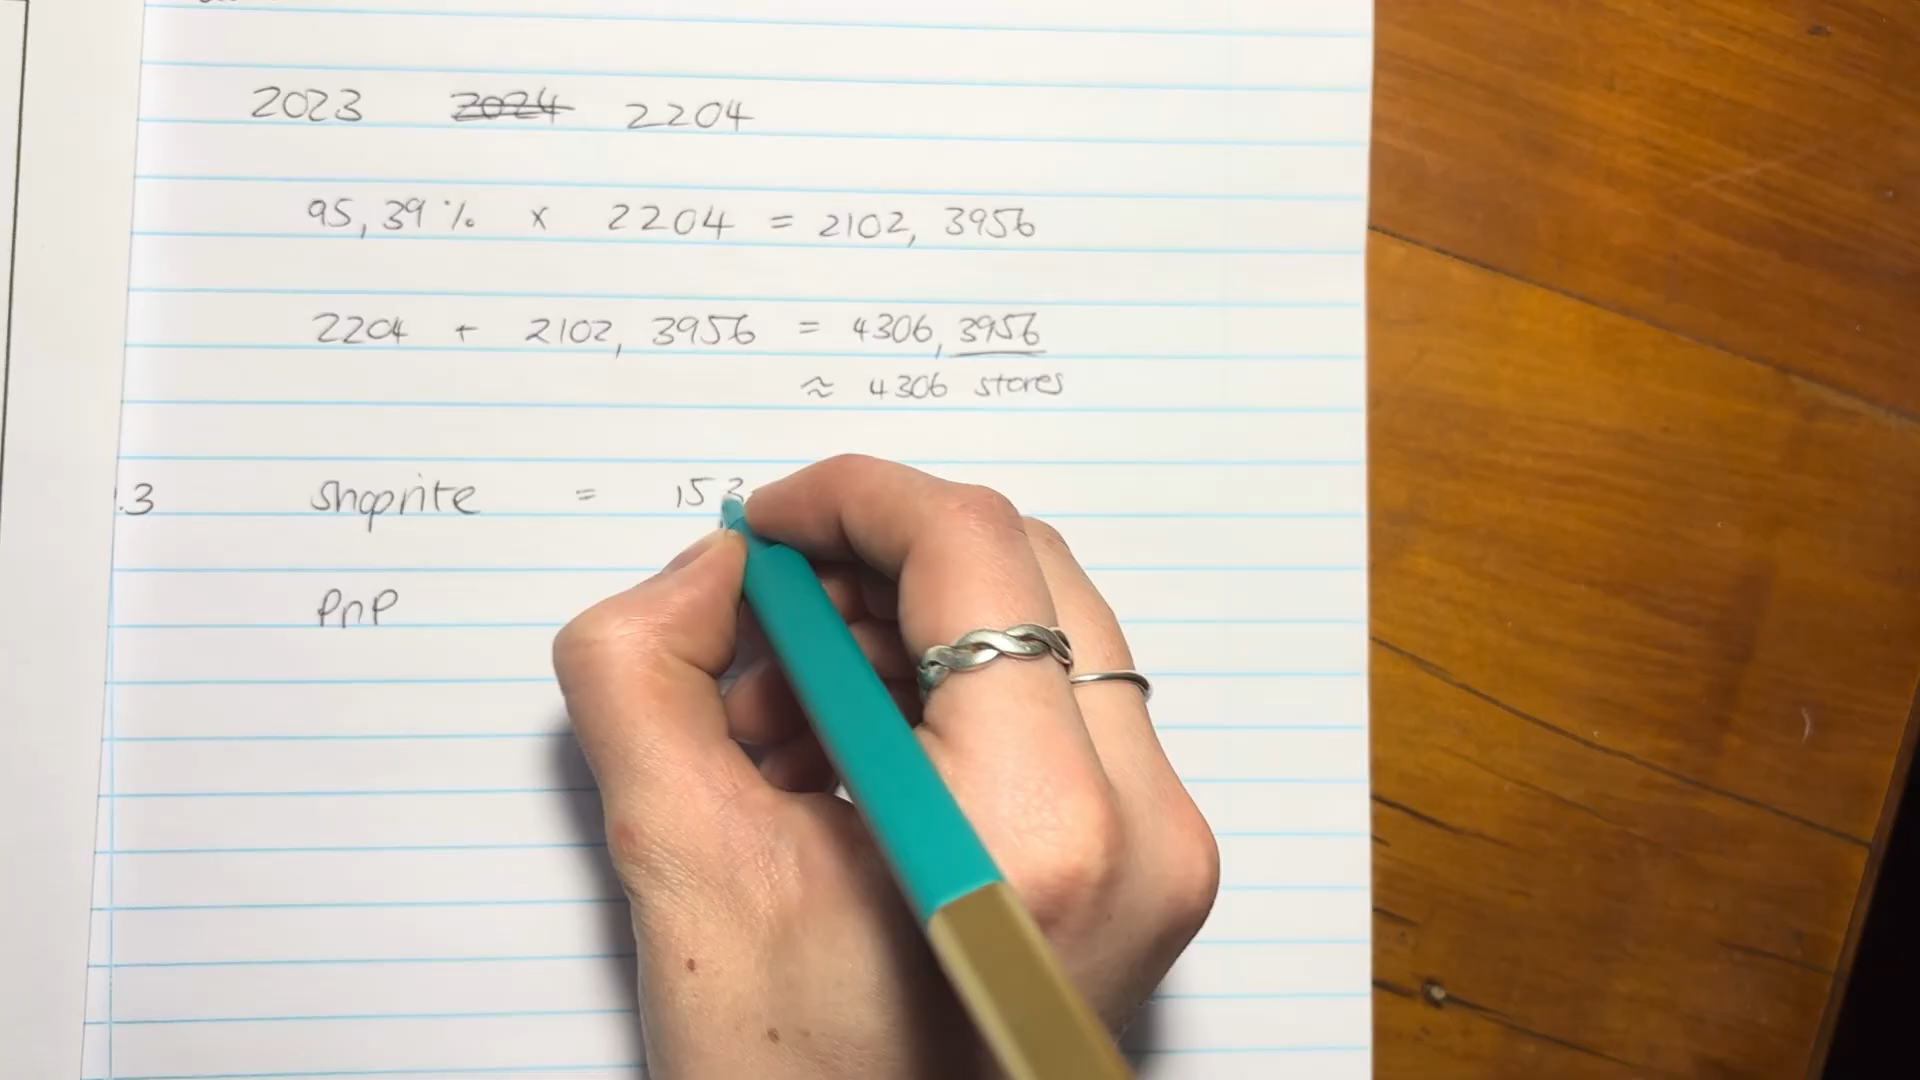 2023 2024 2204
95,39% x 2204 = 2102,3956
2204 + 2102,3956 = 4306,3956
≈ 4306 stores
.3 Shoprite = 153
PnP